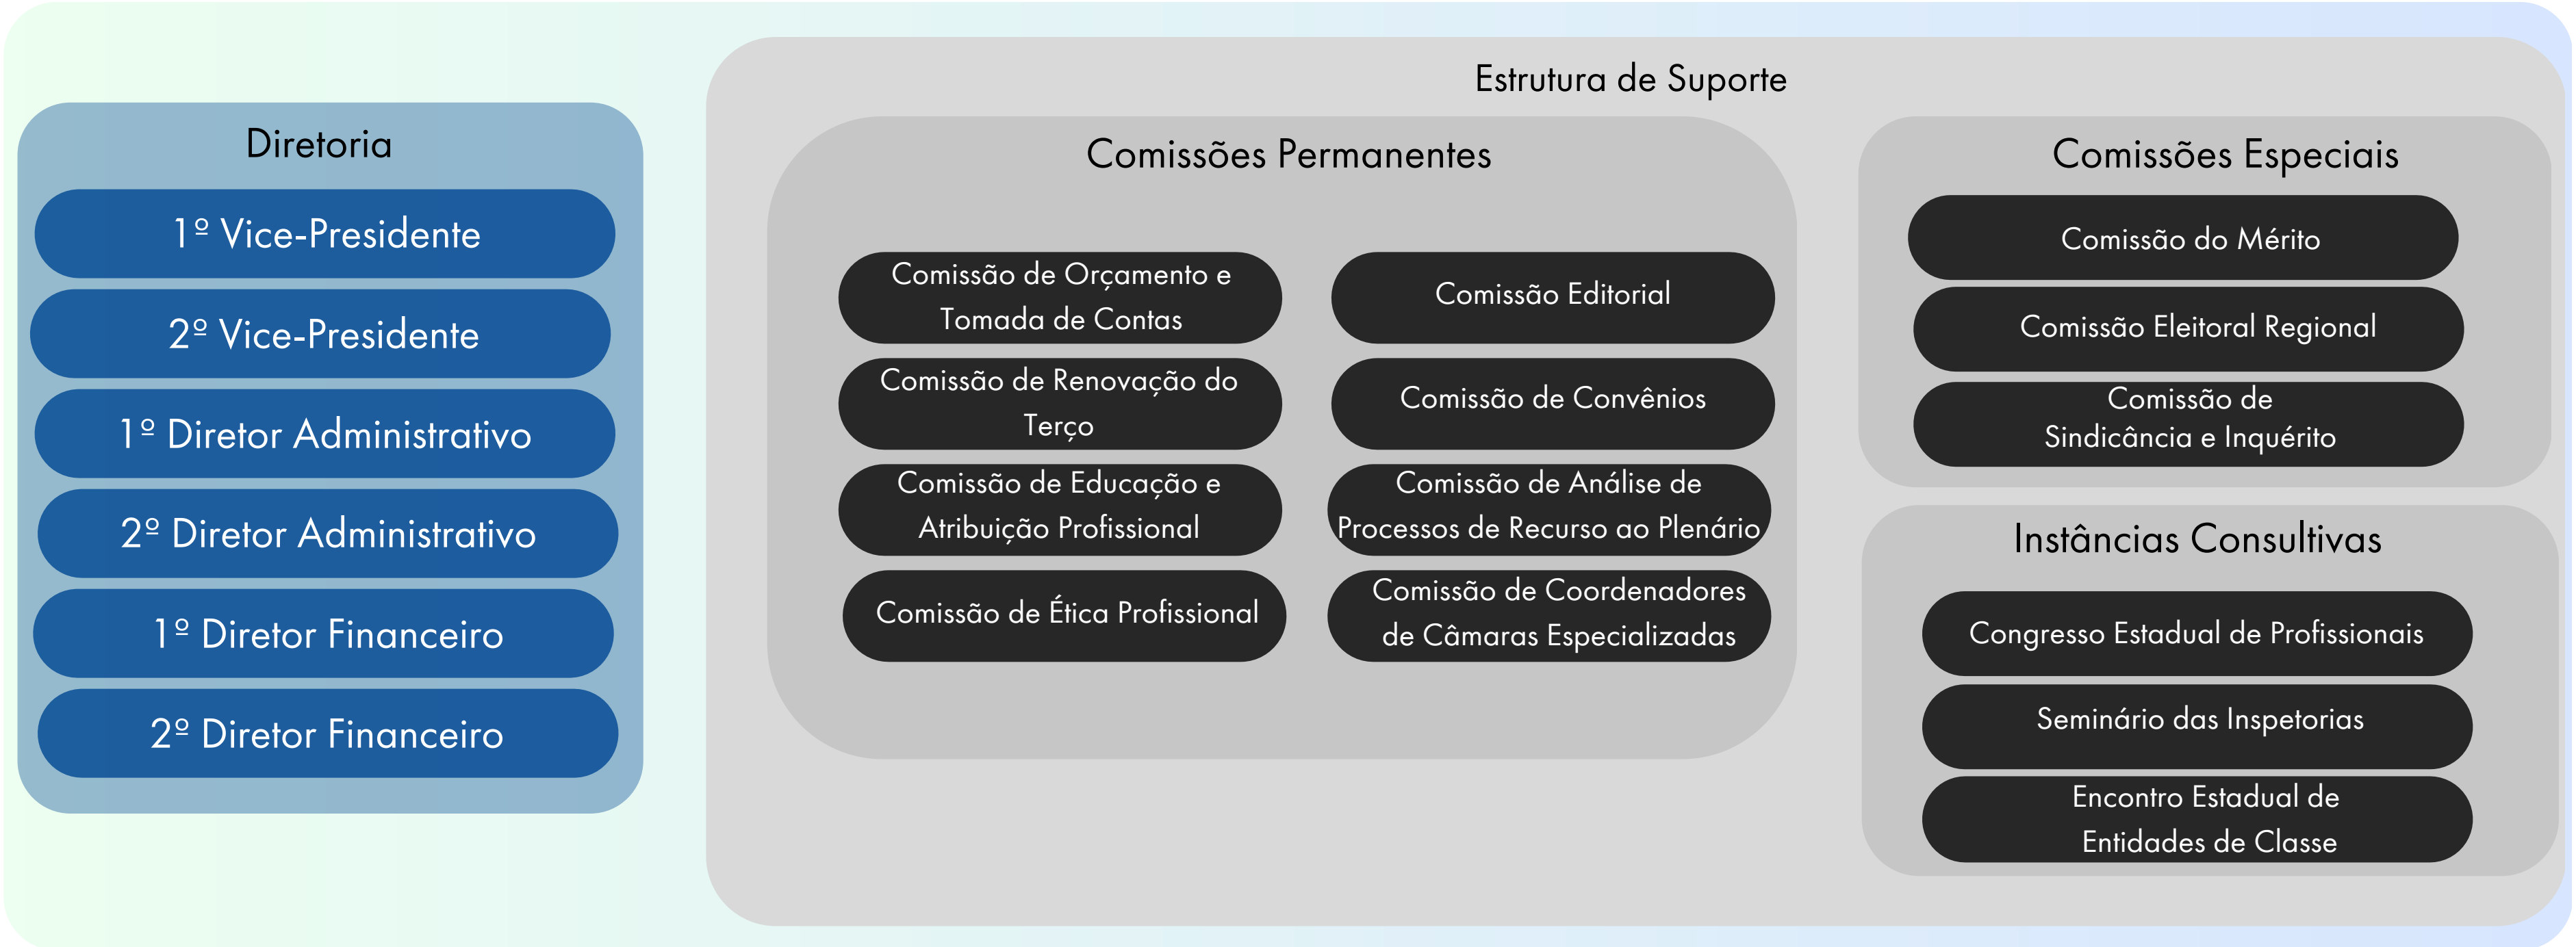 Diretoria
1º Vice-Presidente
2º Vice-Presidente
1º Diretor Administrativo
2º Diretor Administrativo
1º Diretor Financeiro
2º Diretor Financeiro
Estrutura de Suporte
Comissões Permanentes
Comissão de Orçamento e
Tomada de Contas
Comissão de Renovação do
Terço
Comissão de Educação e
Atribuição Profissional
Comissão de Ética Profissional
Comissão Editorial
Comissão de Convênios
Comissão de Análise de
Processos de Recurso ao Plenário
Comissão de Coordenadores
de Câmaras Especializadas
Comissões Especiais
Comissão do Mérito
Comissão Eleitoral Regional
Comissão de
Sindicância e Inquérito
Instâncias Consultivas
Congresso Estadual de Profissionais
Seminário das Inspetorias
Encontro Estadual de
Entidades de Classe